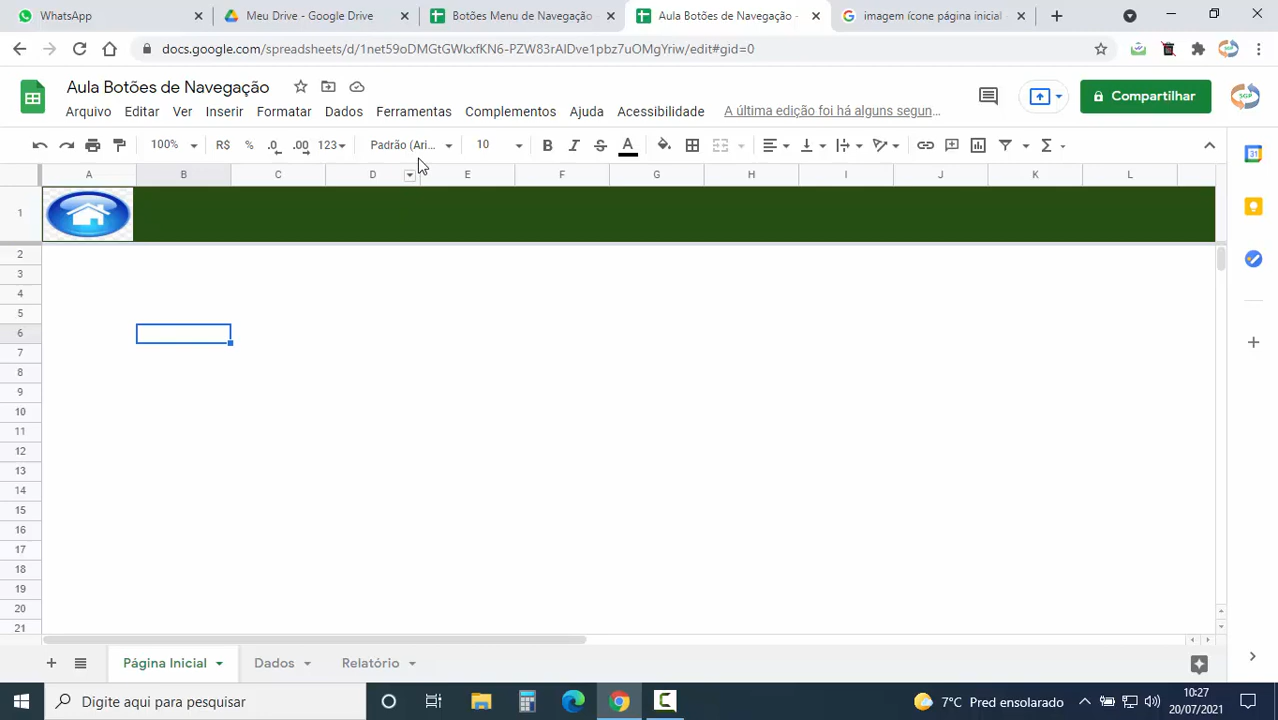 WhatsApp
Meu Drive - Google Drive
Botões Menu de Navegação
Aula Botões de Navegação -
imagem ícone página inicial
docs.google.com/spreadsheets/d/1net59oDMGtGWkxfKN6-PZW83rAlDve1pbz7uOMgYriw/edit#gid=0
Aula Botões de Navegação
Arquivo Editar Ver Inserir Formatar Dados Ferramentas Complementos Ajuda Acessibilidade A última edição foi há alguns segun...
Compartilhar
100% R$ % .0 .00 123 Padrão (Ari... 10 B I S A Σ
A B C D E F G H I J K L
1
2
3
4
5
6
7
8
9
10
11
12
13
14
15
16
17
18
19
20
21
31
Página Inicial Dados Relatório
Digite aqui para pesquisar
7°C Pred ensolarado
10:27
20/07/2021